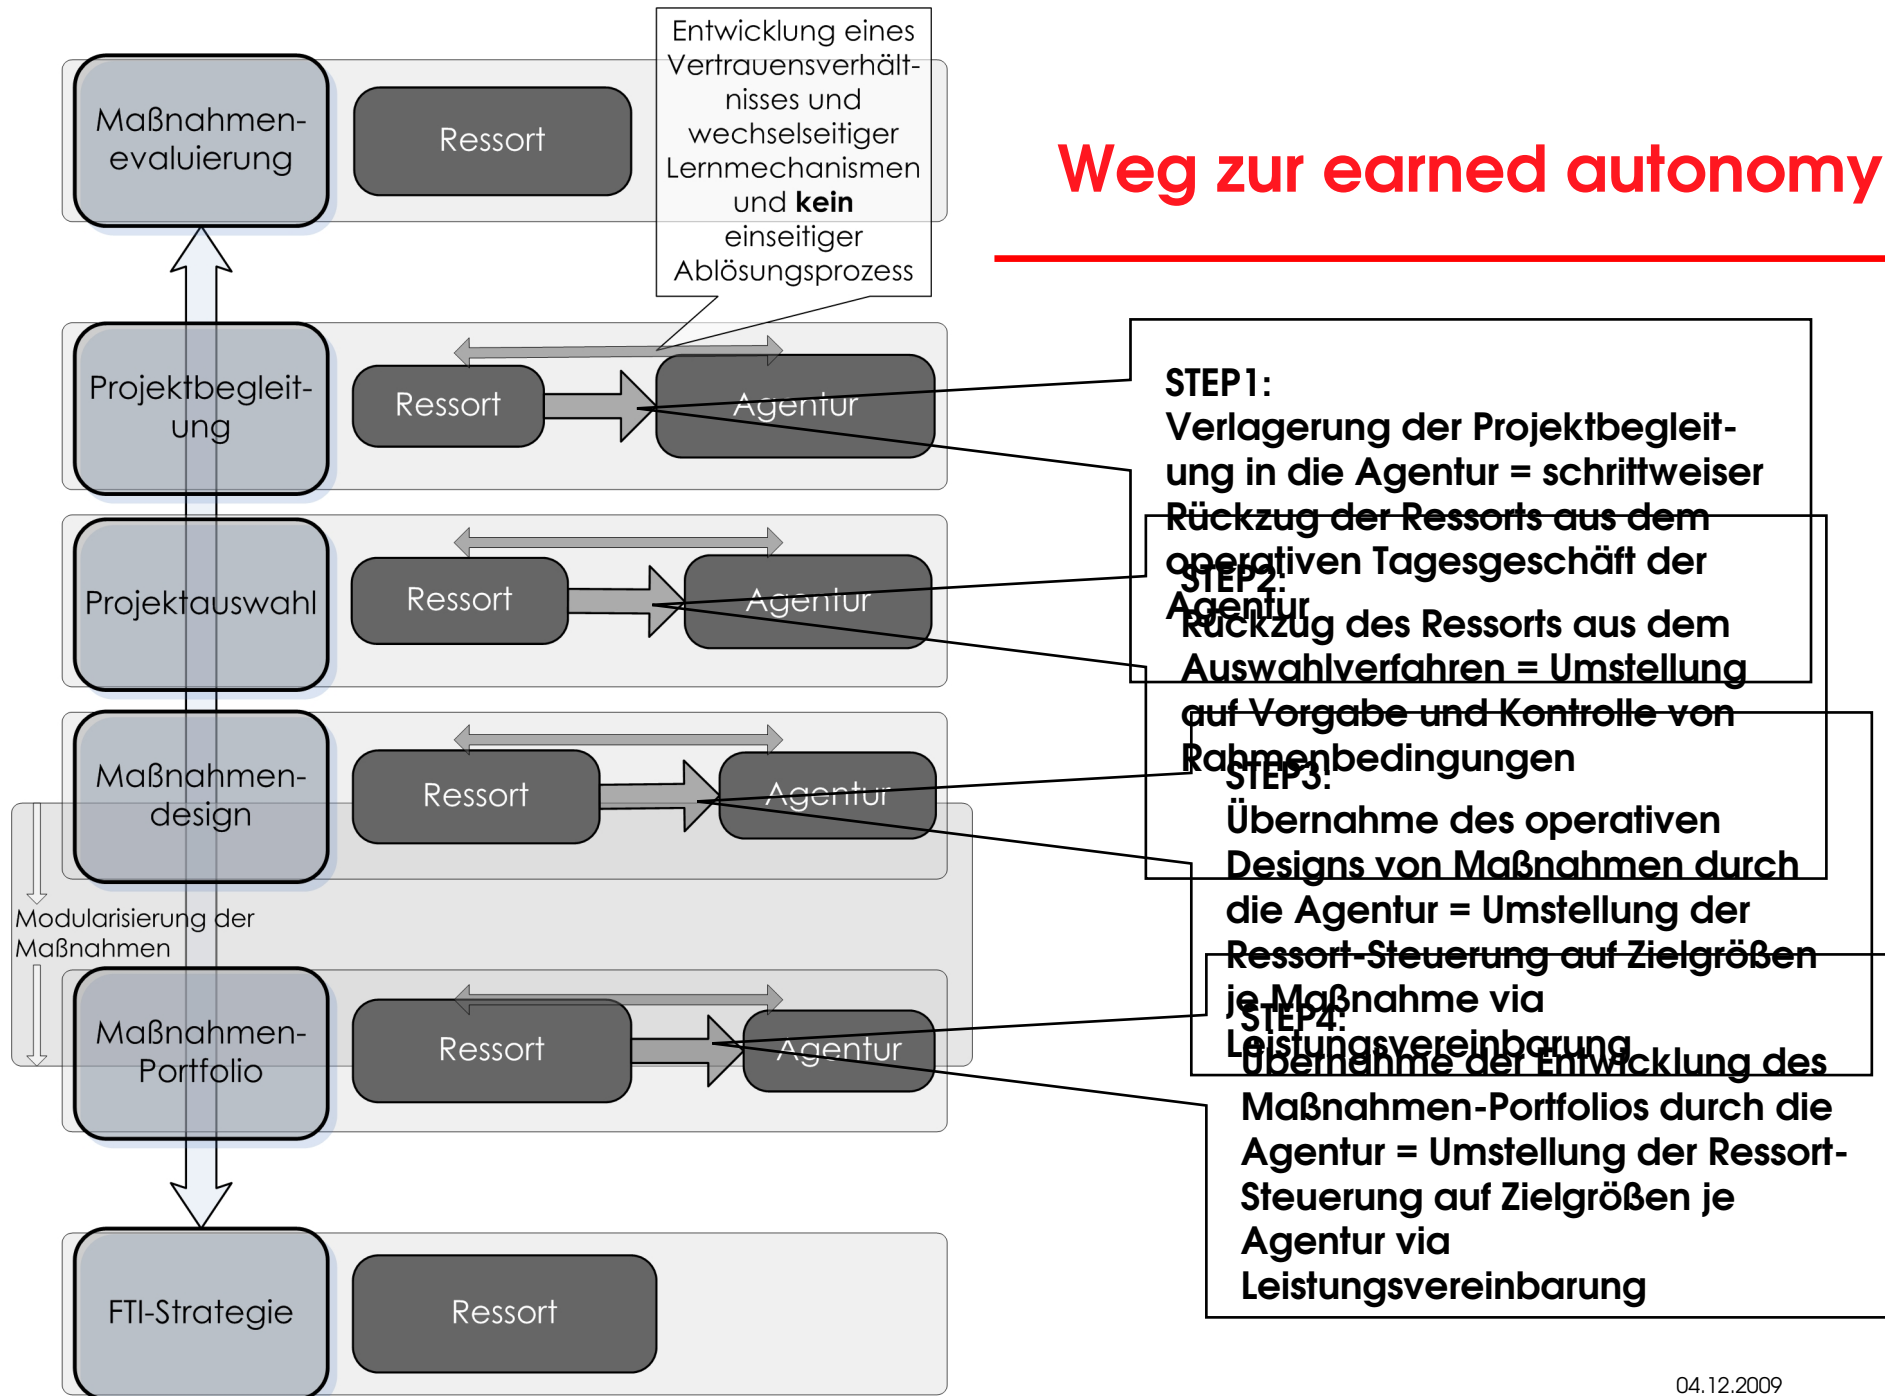 Weg zur earned autonomy
Entwicklung eines
Vertrauensverhält-
nisses und
wechselseitiger
Lernmechanismen
und kein
einseitiger
Ablösungsprozess
Maßnahmen-
evaluierung
Ressort
Projektbegleit-
ung
Ressort
Agentur
Projektauswahl
Ressort
Agentur
Maßnahmen-
design
Ressort
Agentur
Modularisierung der
Maßnahmen
Maßnahmen-
Portfolio
Ressort
Agentur
FTI-Strategie
Ressort
STEP1:
Verlagerung der Projektbegleit-
ung in die Agentur = schrittweiser
Rückzug der Ressorts aus dem
operativen Tagesgeschäft der
Agentur
STEP2:
Rückzug des Ressorts aus dem
Auswahlverfahren = Umstellung
auf Vorgabe und Kontrolle von
Rahmenbedingungen
STEP3:
Übernahme des operativen
Designs von Maßnahmen durch
die Agentur = Umstellung der
Ressort-Steuerung auf Zielgrößen
je Maßnahme via
Leistungsvereinbarung
STEP4:
Übernahme der Entwicklung des
Maßnahmen-Portfolios durch die
Agentur = Umstellung der Ressort-
Steuerung auf Zielgrößen je
Agentur via
Leistungsvereinbarung
04.12.2009